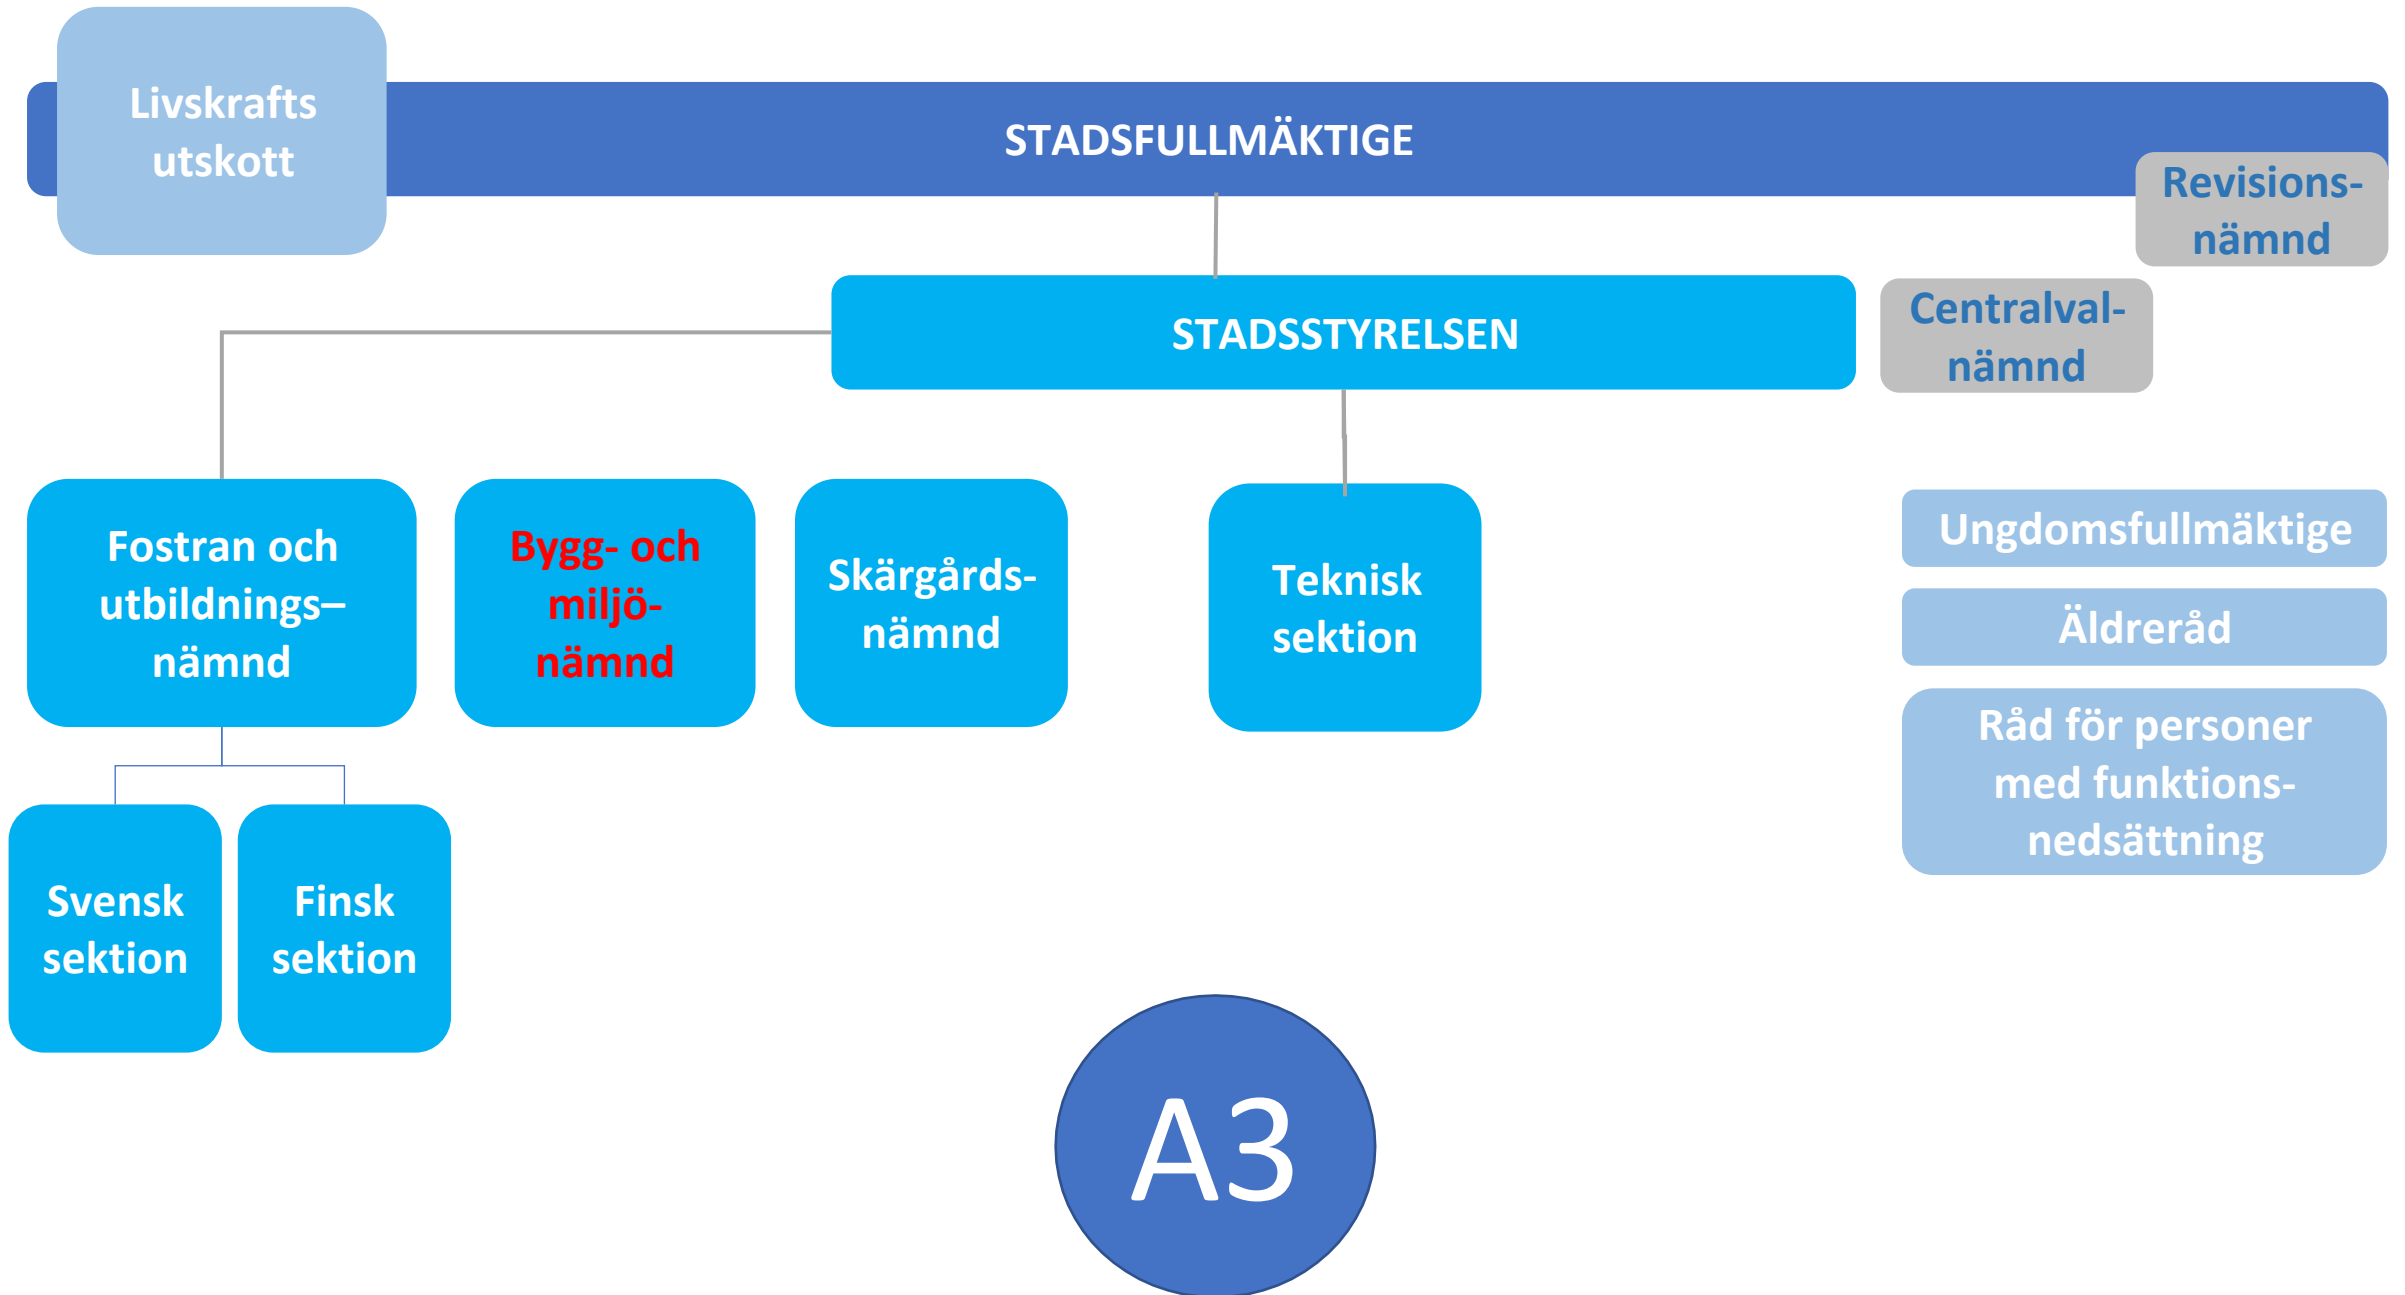 Livskrafts
utskott
STADSFULLMÄKTIGE
Revisions-
nämnd
STADSSTYRELSEN
Centralval-
nämnd
Fostran och
utbildnings–
nämnd
Bygg- och
miljö-
nämnd
Skärgårds-
nämnd
Teknisk
sektion
Ungdomsfullmäktige
Äldreråd
Råd för personer
med funktions-
nedsättning
Svensk
sektion
Finsk
sektion
A3